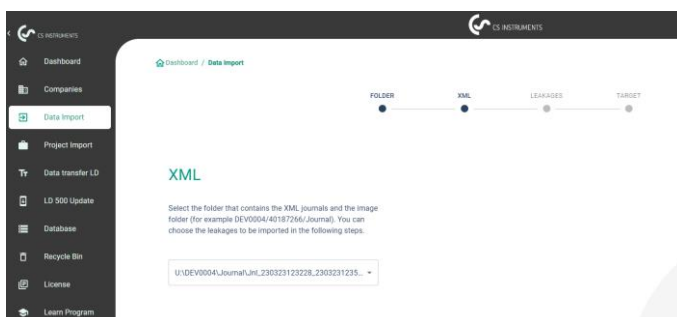 CS INSTRUMENTS
CS INSTRUMENTS
Dashboard
Companies
Data Import
Project Import
Data transfer LD
LD 500 Update
Database
Recycle Bin
License
Learn Program
Dashboard / Data Import
FOLDER XML LEAKAGES TARGET
XML
Select the folder that contains the XML journals and the image
folder (for example DEV0004/40187266/Journal). You can
choose the leakages to be imported in the following steps.
U:\DEV0004\Journal\Jnl_230323123228_2303231235...